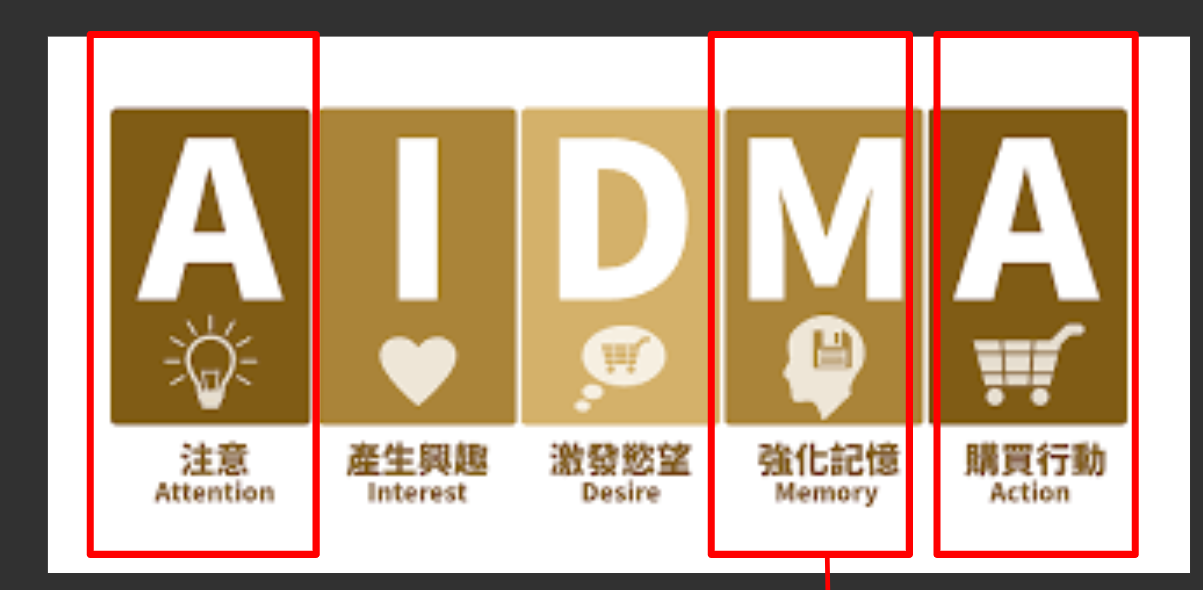 A I D M A
注意 產生興趣 激發慾望 強化記憶 購買行動
Attention Interest Desire Memory Action